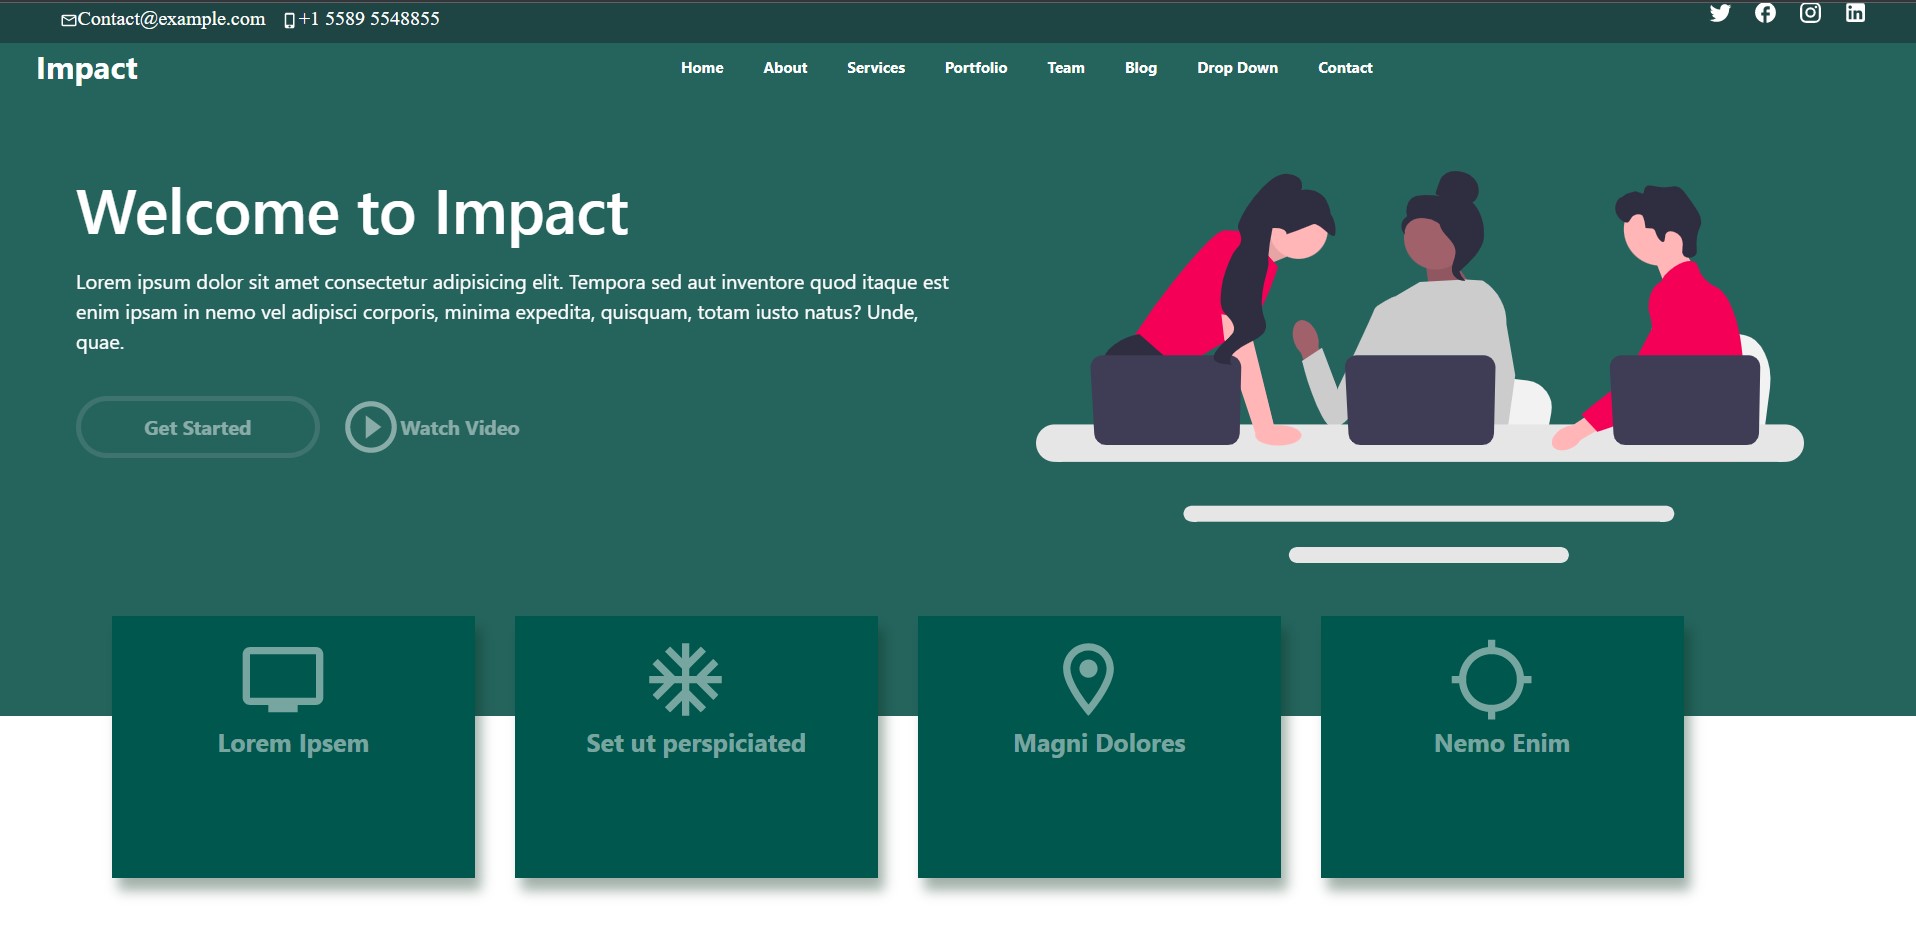 Contact@example.com +1 5589 5548855
Impact Home About Services Portfolio Team Blog Drop Down Contact
Welcome to Impact
Lorem ipsum dolor sit amet consectetur adipisicing elit. Tempora sed aut inventore quod itaque est
enim ipsam in nemo vel adipisci corporis, minima expedita, quisquam, totam iusto natus? Unde,
quae.
Get Started Watch Video
Lorem Ipsem Set ut perspiciated Magni Dolores Nemo Enim